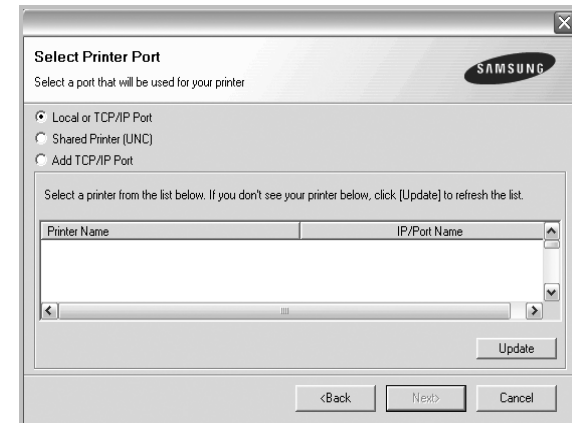 Select Printer Port
Select a port that will be used for your printer
SAMSUNG
Local or TCP/IP Port
Shared Printer (UNC)
Add TCP/IP Port
Select a printer from the list below. If you don't see your printer below, click [Update] to refresh the list.
Printer Name IP/Port Name
Update
<Back Next> Cancel